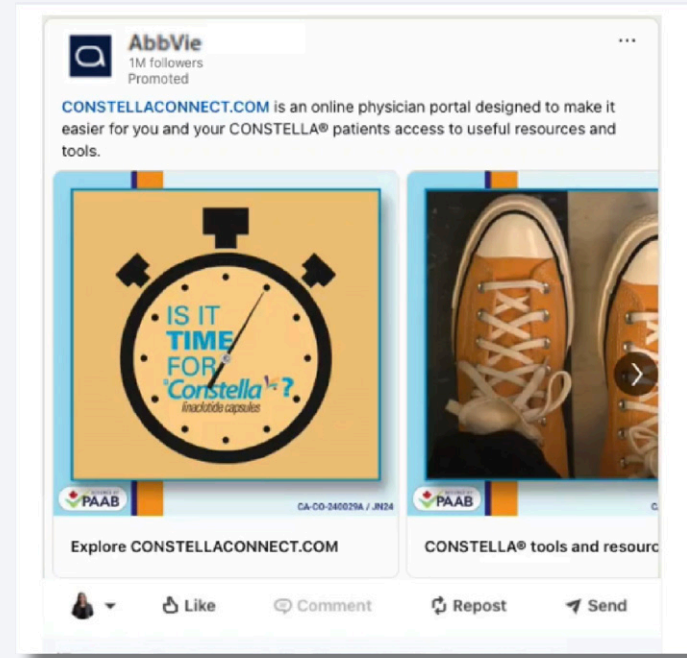 AbbVie
1M followers
Promoted
CONSTELLACONNECT.COM is an online physician portal designed to make it
easier for you and your CONSTELLA® patients access to useful resources and
tools.
IS IT
TIME
FOR
Constella ?
linaclotide capsules
PAAB
CA-CO-240029A / JN24
PAAB
C
Explore CONSTELLACONNECT.COM
CONSTELLA® tools and resourc
Like
Comment
Repost
Send